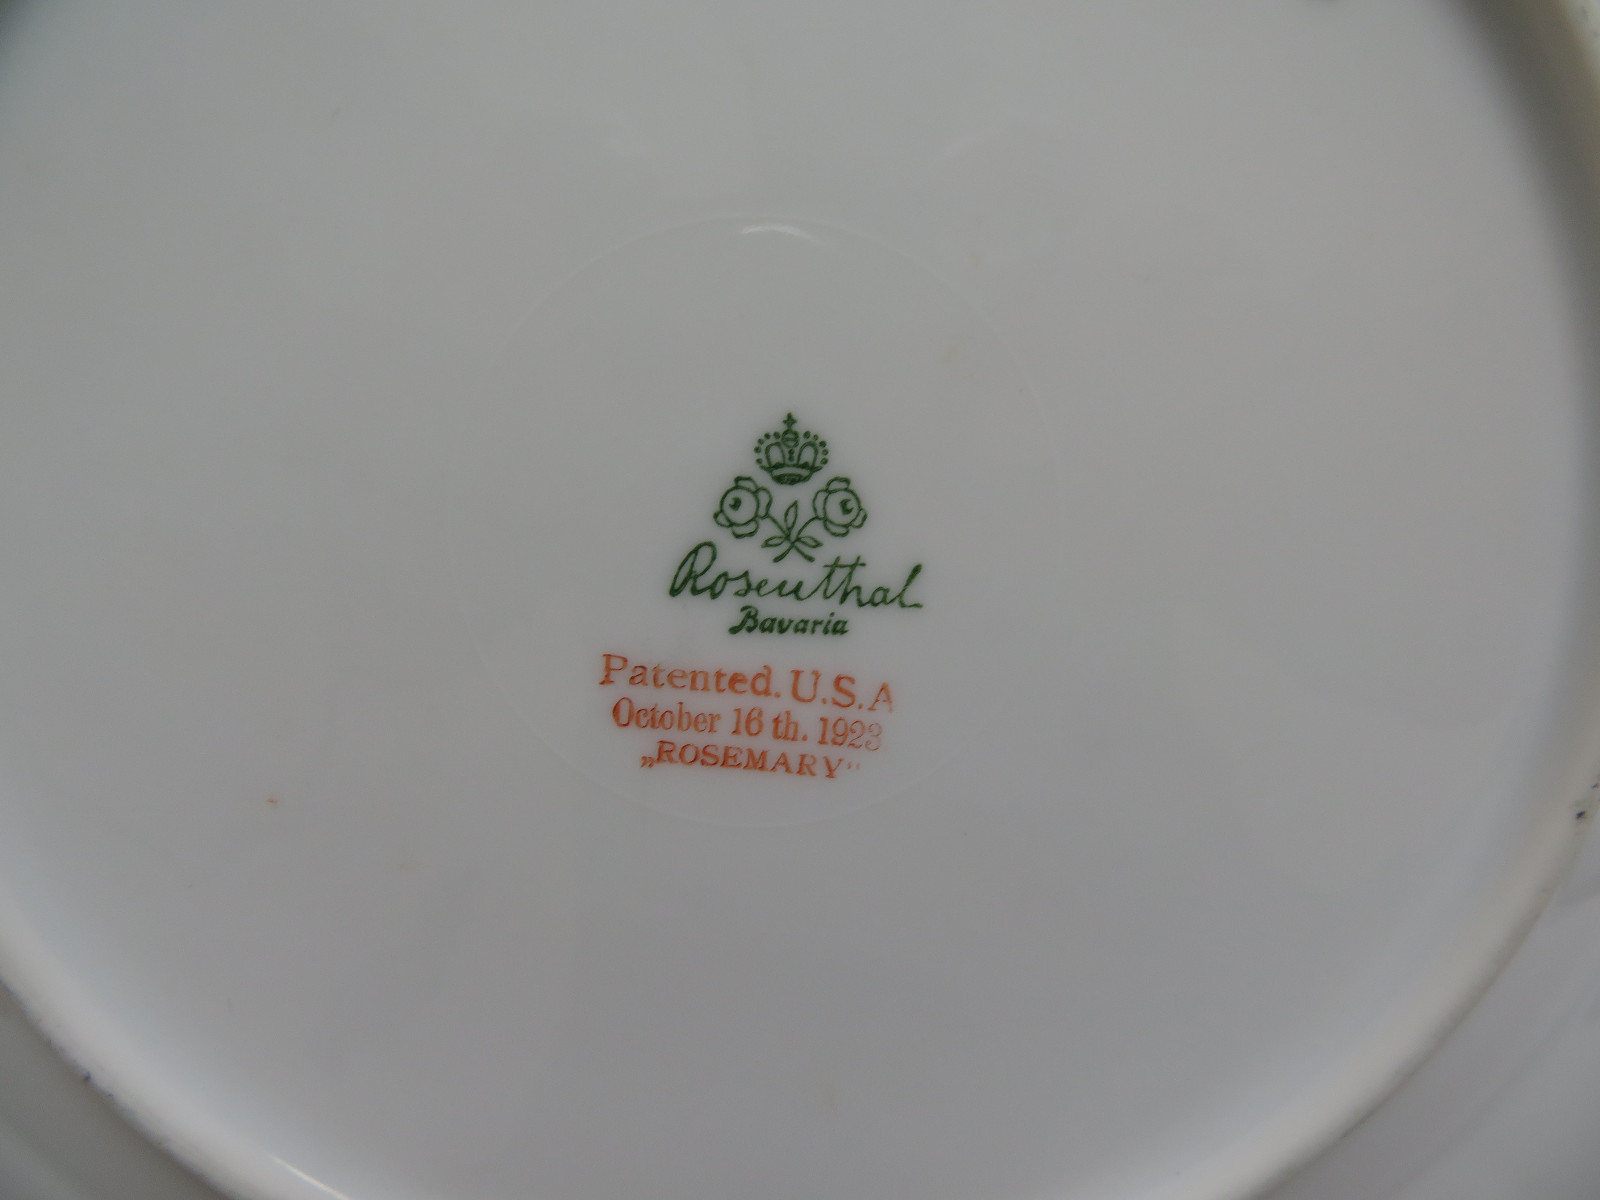 Rosenthal
Bavaria
Patented. U.S.A
October 16 th. 1923
„ROSEMARY"